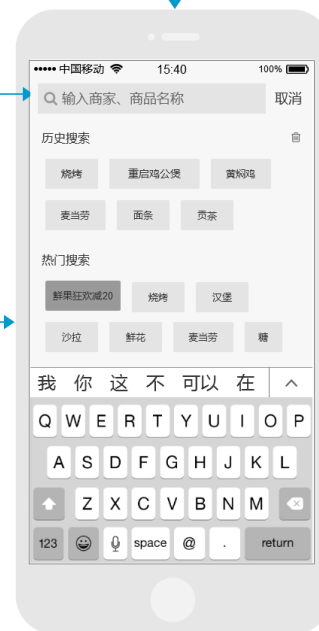 中国移动 15:40 100%
输入商家、商品名称 取消
历史搜索
烧烤 重启鸡公煲 黄焖鸡
麦当劳 面条 贡茶
热门搜索
鲜果狂欢减20 烧烤 汉堡
沙拉 鲜花 麦当劳 糖
我 你 这 不 可以 在
Q W E R T Y U I O P
A S D F G H J K L
Z X C V B N M
123 space @ . return